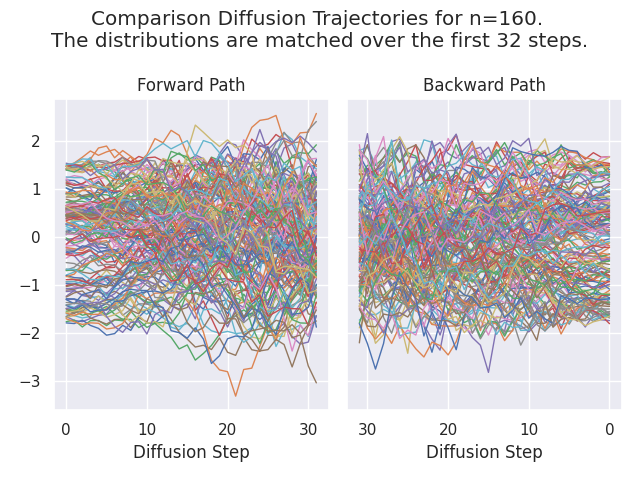 Comparison Diffusion Trajectories for n=160.
The distributions are matched over the first 32 steps.
Forward Path
Backward Path
2
1
0
−1
−2
−3
0 10 20 30
30 20 10 0
Diffusion Step
Diffusion Step